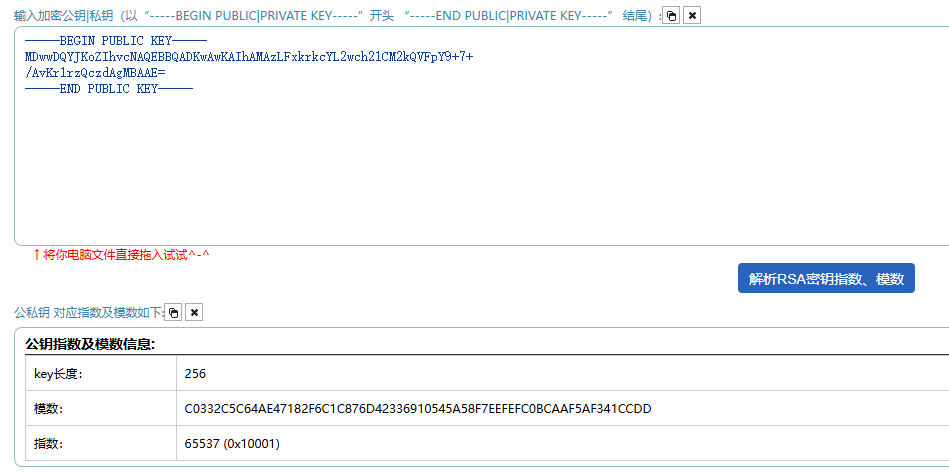 输入加密公钥|私钥（以“-----BEGIN PUBLIC|PRIVATE KEY-----”开头 “-----END PUBLIC|PRIVATE KEY-----” 结尾）:
-----BEGIN PUBLIC KEY-----
MDwwDQYJKoZIhvcNAQEBBQADKwAwKAIhAMAzLFxkrkcYL2wch21CM2kQVFpY9+7+
/AvKr1rzQczdAgMBAAE=
-----END PUBLIC KEY-----
↑将你电脑文件直接拖入试试^-^
解析RSA密钥指数、模数
公私钥 对应指数及模数如下:
公钥指数及模数信息:
key长度: 256
模数: C0332C5C64AE47182F6C1C876D42336910545A58F7EEFEFC0BCAAF5AF341CCDD
指数: 65537 (0x10001)